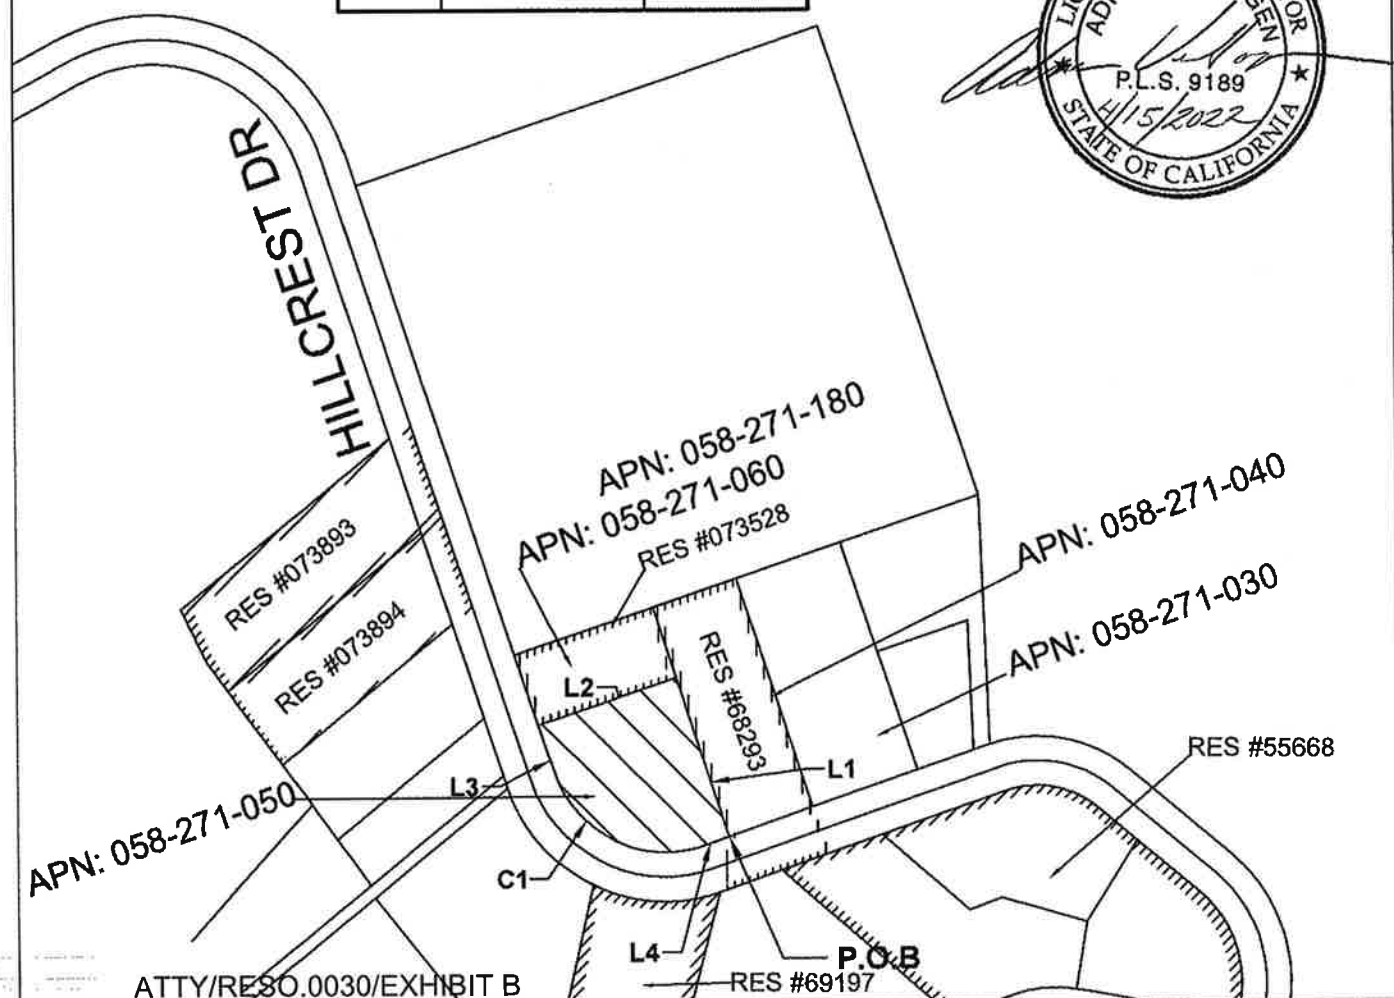 P.L.S. 9189
4/15/2022
STATE OF CALIFORNIA
HILLCREST DR
APN: 058-271-180
APN: 058-271-060
RES #073528
APN: 058-271-040
APN: 058-271-030
RES #073893
RES #073894
RES #68293
L2
L1
L3
RES #55668
APN: 058-271-050
C1
L4
P.O.B
RES #69197
ATTY/RESO.0030/EXHIBIT B